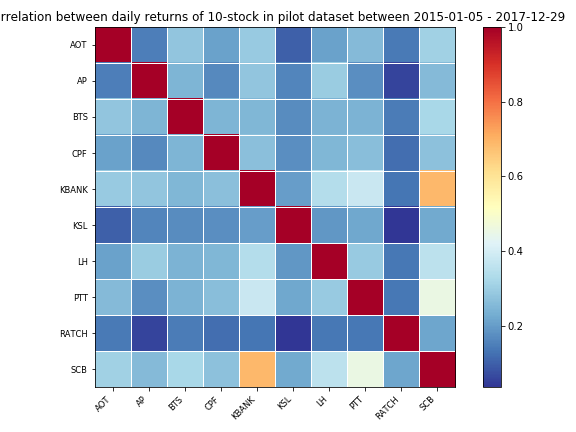 rrelation between daily returns of 10-stock in pilot dataset between 2015-01-05 - 2017-12-29
AOT
AP
BTS
CPF
KBANK
KSL
LH
PTT
RATCH
SCB
AOT
AP
BTS
CPF
KBANK
KSL
LH
PTT
RATCH
SCB
1.0
0.8
0.6
0.4
0.2